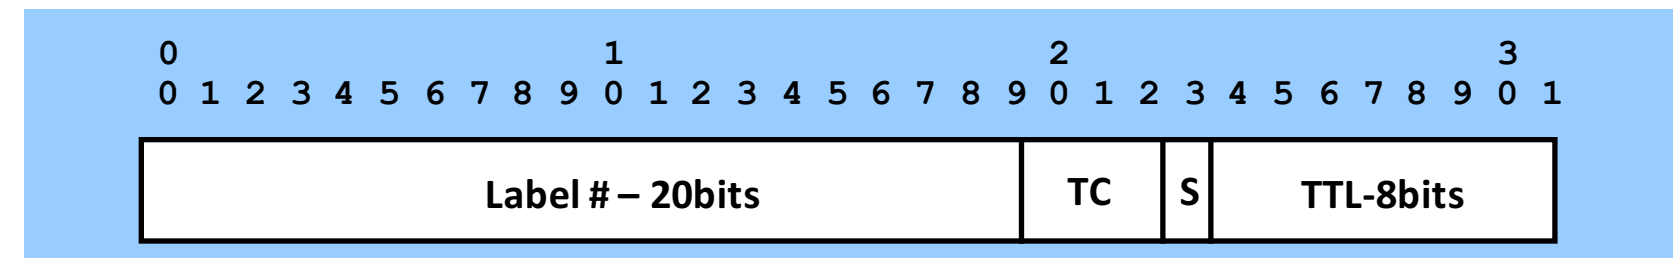 0 1 2 3
0 1 2 3 4 5 6 7 8 9 0 1 2 3 4 5 6 7 8 9 0 1 2 3 4 5 6 7 8 9 0 1
Label # – 20bits TC S TTL-8bits